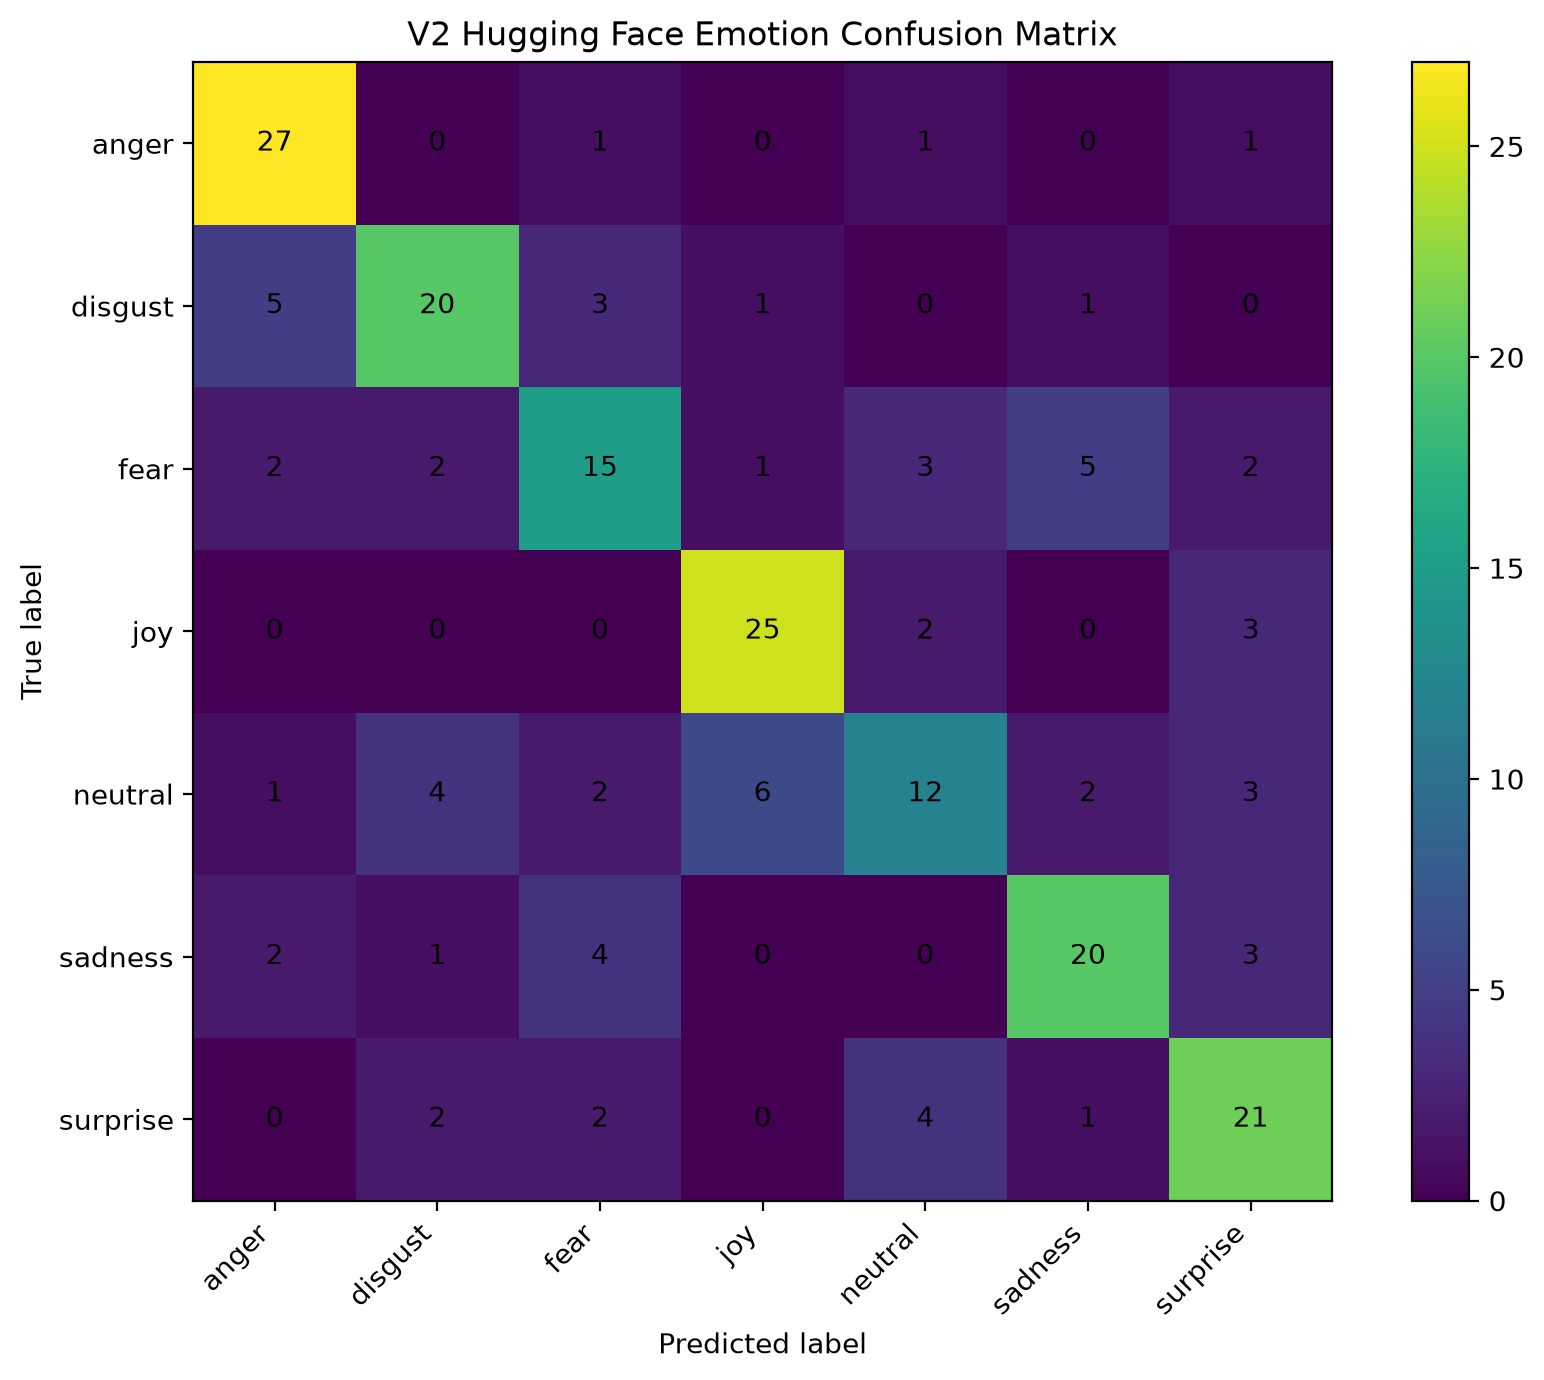 V2 Hugging Face Emotion Confusion Matrix
anger 27 0 1 0 1 0 1
disgust 5 20 3 1 0 1 0
fear 2 2 15 1 3 5 2
joy 0 0 0 25 2 0 3
neutral 1 4 2 6 12 2 3
sadness 2 1 4 0 0 20 3
surprise 0 2 2 0 4 1 21
True label
anger disgust fear joy neutral sadness surprise
Predicted label
25
20
15
10
5
0